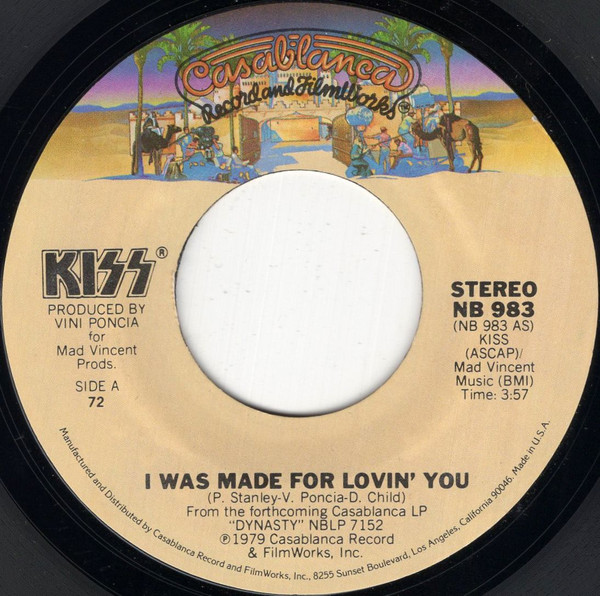 Casablanca
Record and FilmWorks
KISS®
PRODUCED BY
VINI PONCIA
for
Mad Vincent
Prods.
SIDE A
72
STEREO
NB 983
(NB 983 AS)
KISS
(ASCAP)/
Mad Vincent
Music (BMI)
Time: 3:57
I WAS MADE FOR LOVIN' YOU
(P. Stanley-V. Poncia-D. Child)
From the forthcoming Casablanca LP
"DYNASTY" NBLP 7152
℗1979 Casablanca Record
& FilmWorks, Inc.
Manufactured and Distributed by Casablanca Record and FilmWorks, Inc., 8255 Sunset Boulevard, Los Angeles, California 90046. Made in U.S.A.